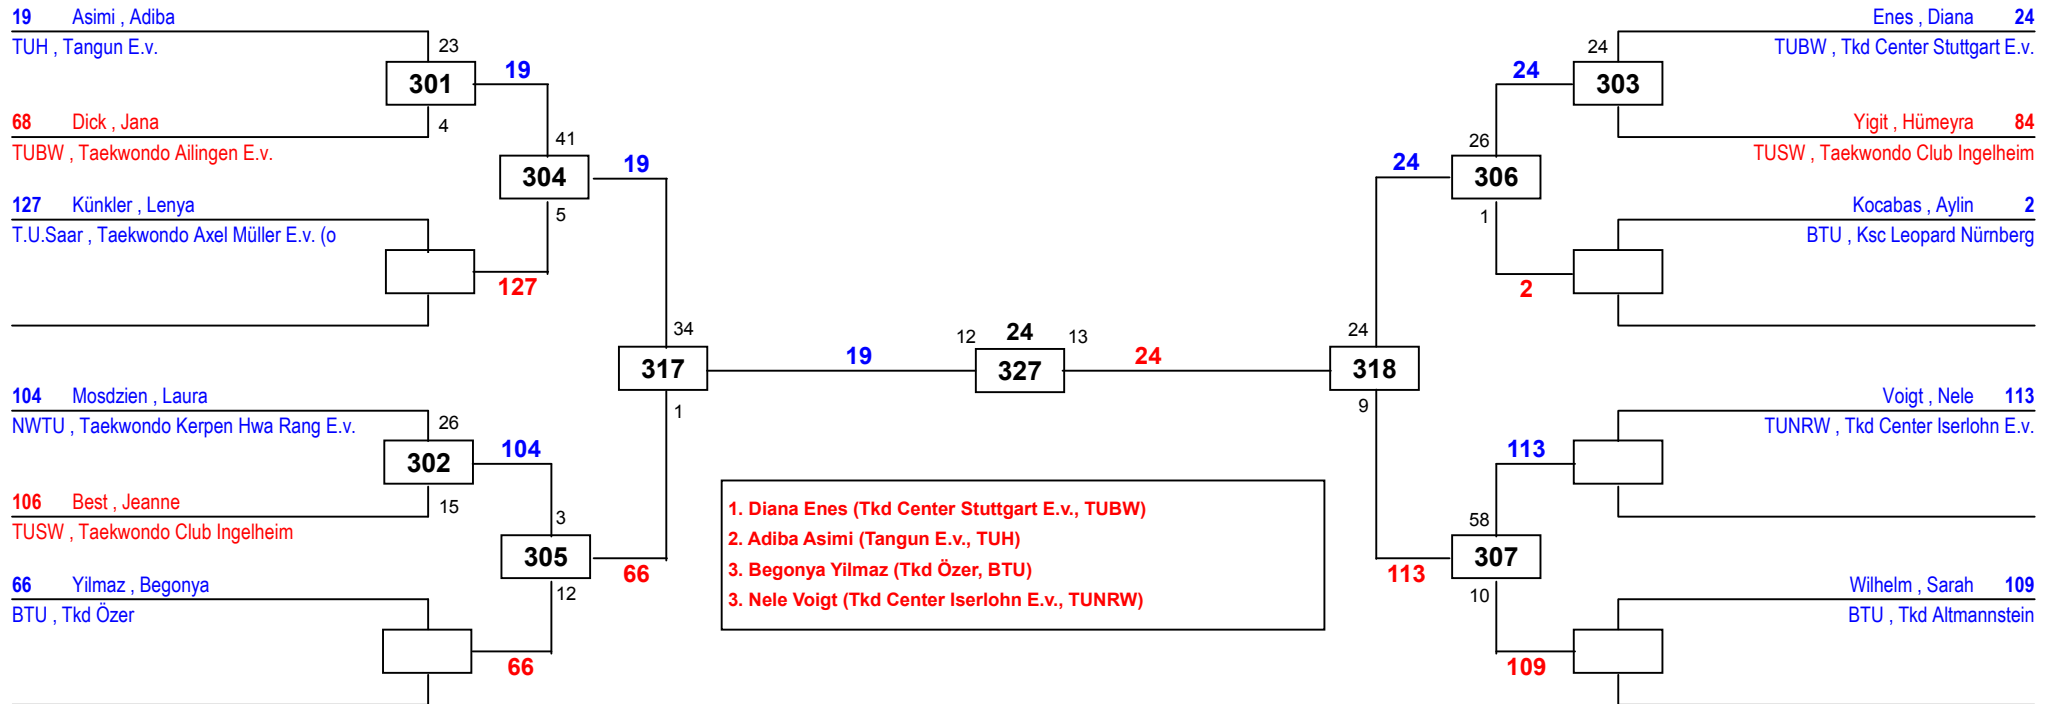 19 Asimi , Adiba
TUH , Tangun E.v.
23
301
19
68 Dick , Jana
4
TUBW , Taekwondo Ailingen E.v.
41
304
19
127 Künkler , Lenya
5
T.U.Saar , Taekwondo Axel Müller E.v. (o
127
34
317
1
104 Mosdzien , Laura
NWTU , Taekwondo Kerpen Hwa Rang E.v.
26
302
104
106 Best , Jeanne
15
TUSW , Taekwondo Club Ingelheim
3
305
66
66 Yilmaz , Begonya
12
BTU , Tkd Özer
66
19
12 24 13
327
24
1. Diana Enes (Tkd Center Stuttgart E.v., TUBW)
2. Adiba Asimi (Tangun E.v., TUH)
3. Begonya Yilmaz (Tkd Özer, BTU)
3. Nele Voigt (Tkd Center Iserlohn E.v., TUNRW)
Enes , Diana 24
24
TUBW , Tkd Center Stuttgart E.v.
24
303
Yigit , Hümeyra 84
TUSW , Taekwondo Club Ingelheim
26
24
306
1
Kocabas , Aylin 2
BTU , Ksc Leopard Nürnberg
2
24
318
9
Voigt , Nele 113
TUNRW , Tkd Center Iserlohn E.v.
113
58
307
113
10
Wilhelm , Sarah 109
BTU , Tkd Altmannstein
109